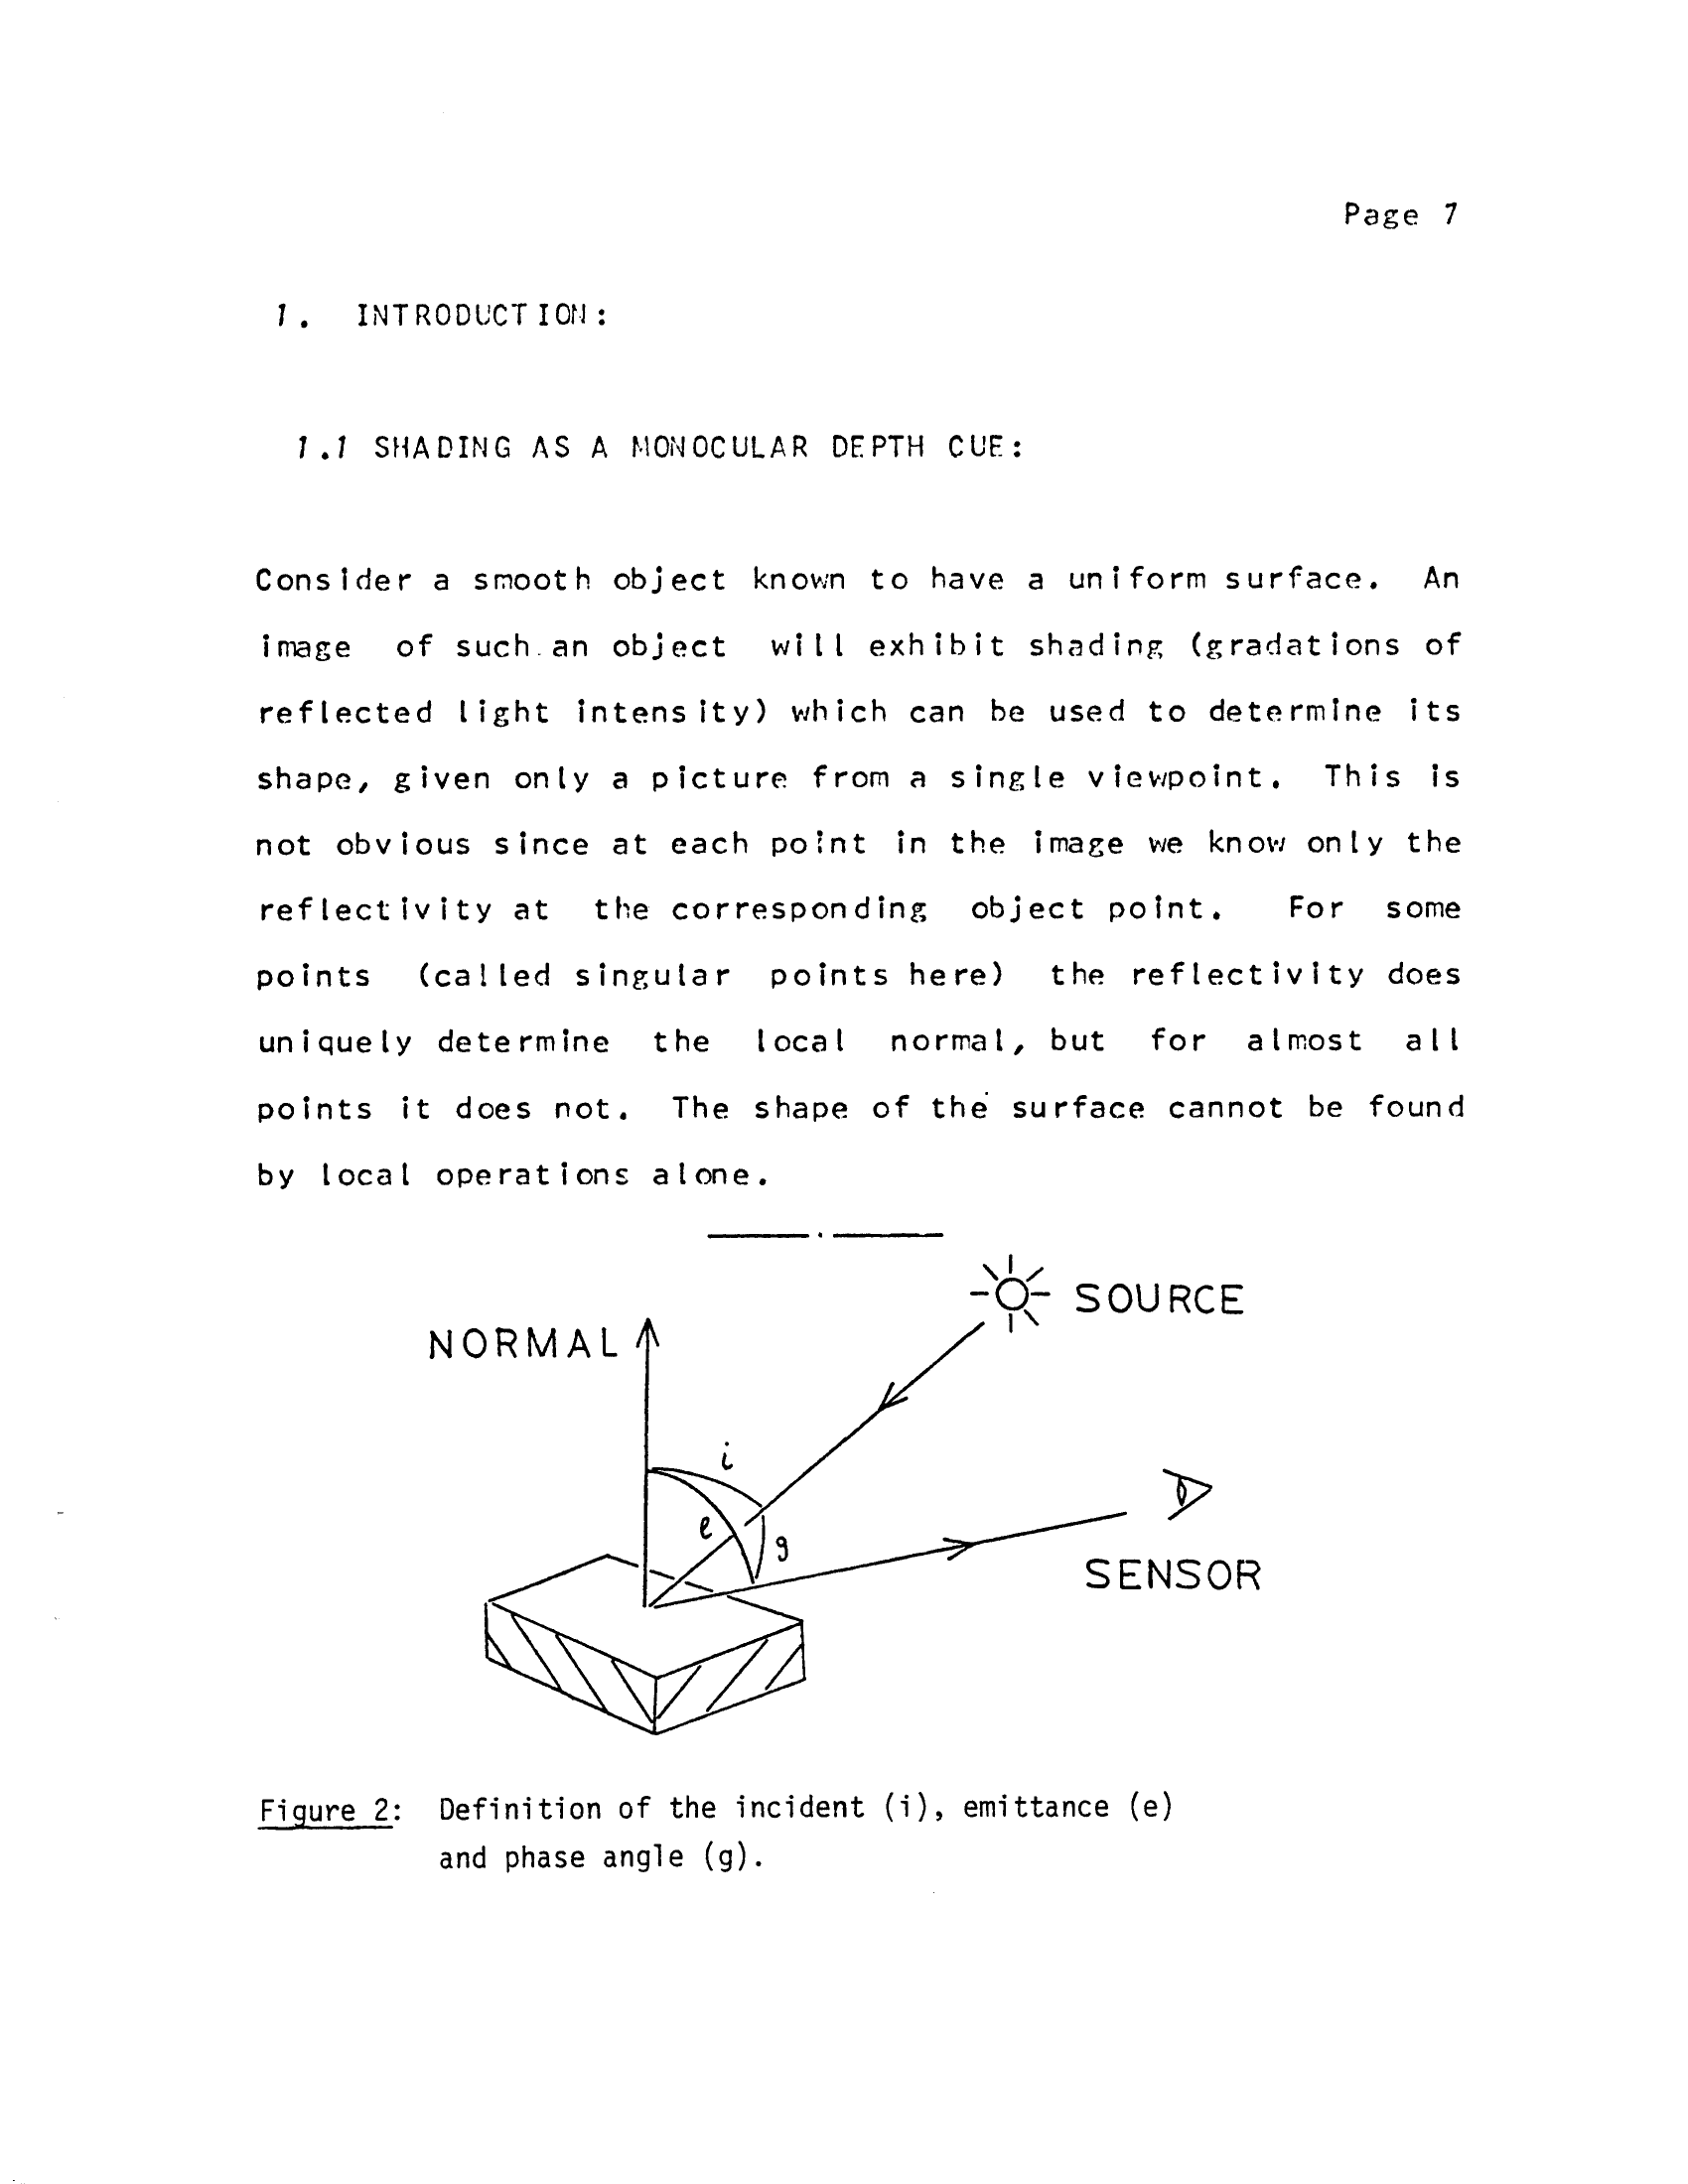 Page 7
1. INTRODUCTION:
1.1 SHADING AS A MONOCULAR DEPTH CUE:
Consider a smooth object known to have a uniform surface. An
image of such an object will exhibit shading (gradations of
reflected light intensity) which can be used to determine its
shape, given only a picture from a single viewpoint. This is
not obvious since at each point in the image we know only the
reflectivity at the corresponding object point. For some
points (called singular points here) the reflectivity does
uniquely determine the local normal, but for almost all
points it does not. The shape of the surface cannot be found
by local operations alone.
SOURCE
NORMAL
i
e
g
SENSOR
Figure 2: Definition of the incident (i), emittance (e)
and phase angle (g).